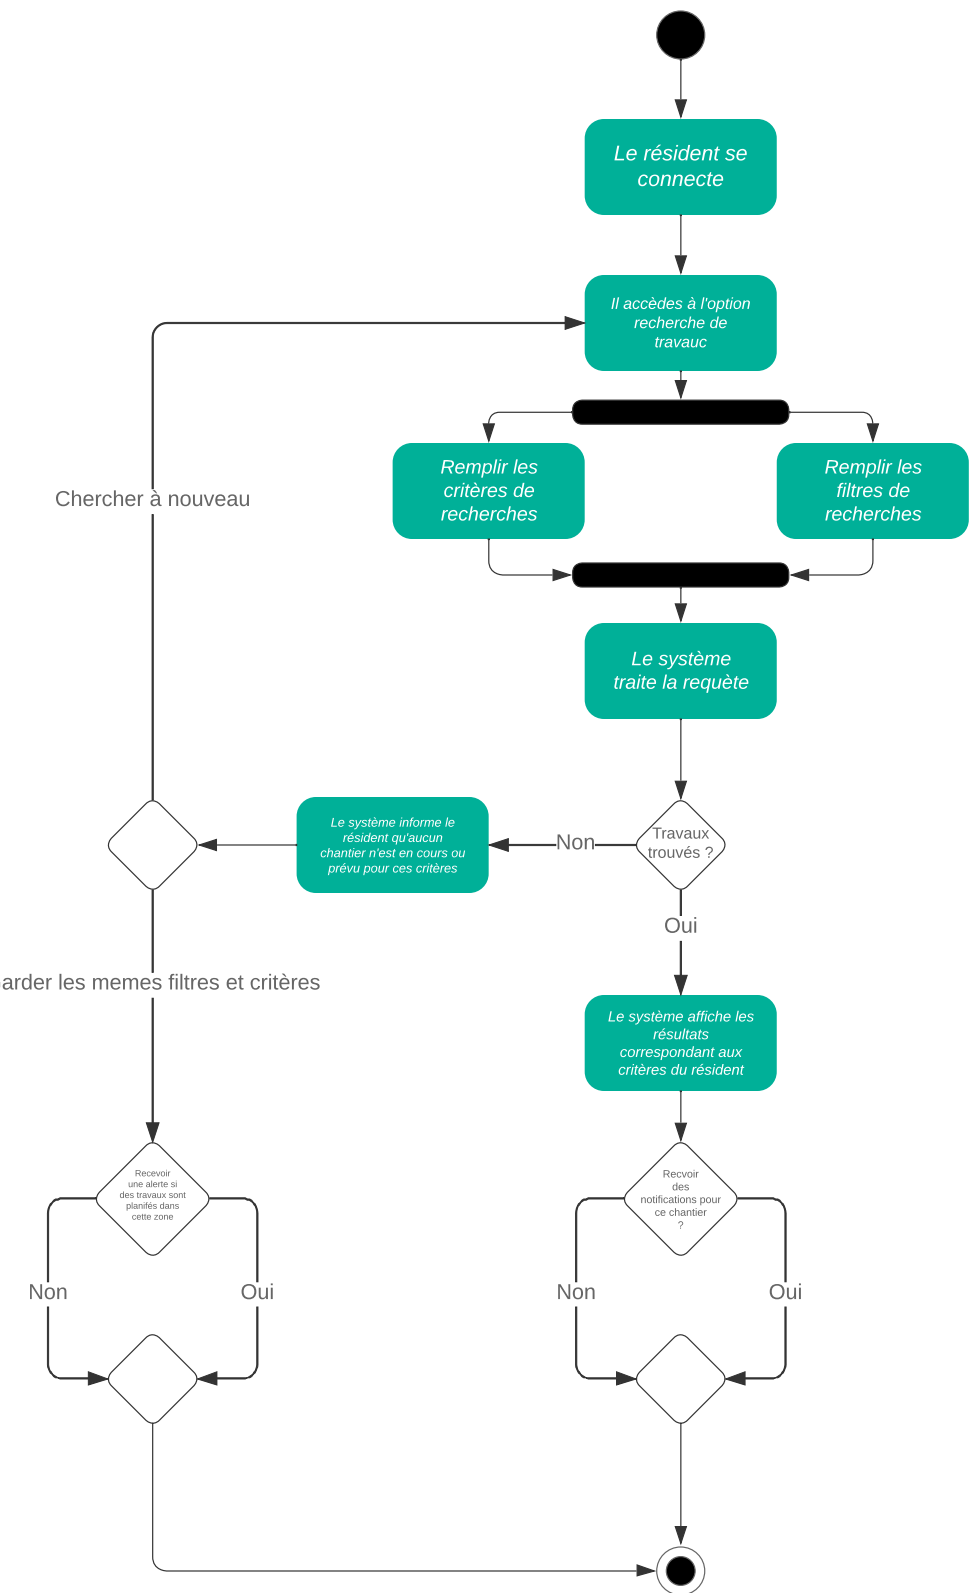 Le résident se
connecte
Il accèdes à l'option
recherche de
travauc
Remplir les
critères de
recherches
Remplir les
filtres de
recherches
Chercher à nouveau
Le système
traite la requète
Le système informe le
résident qu'aucun
chantier n'est en cours ou
prévu pour ces critères
Non
Travaux
trouvés ?
Oui
arder les memes filtres et critères
Le système affiche les
résultats
correspondant aux
critères du résident
Recevoir
une alerte si
des travaux sont
planifés dans
cette zone
Recvoir
des
notifications pour
ce chantier
?
Non
Oui
Non
Oui